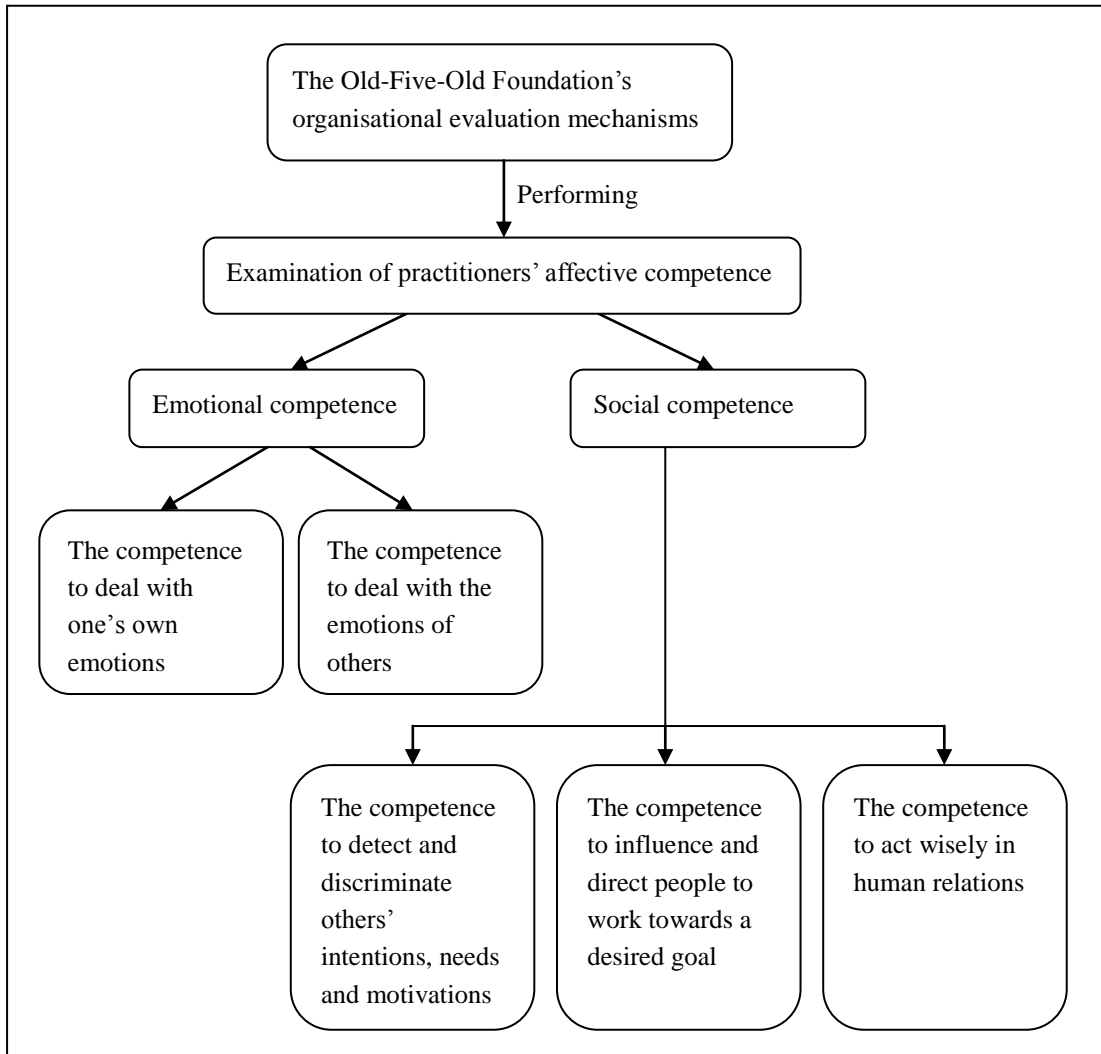 The Old-Five-Old Foundation’s
organisational evaluation mechanisms
Performing
Examination of practitioners’ affective competence
Emotional competence
Social competence
The competence
to deal with
one’s own
emotions
The competence
to deal with the
emotions of
others
The competence
to detect and
discriminate
others’
intentions, needs
and motivations
The competence
to influence and
direct people to
work towards a
desired goal
The competence
to act wisely in
human relations